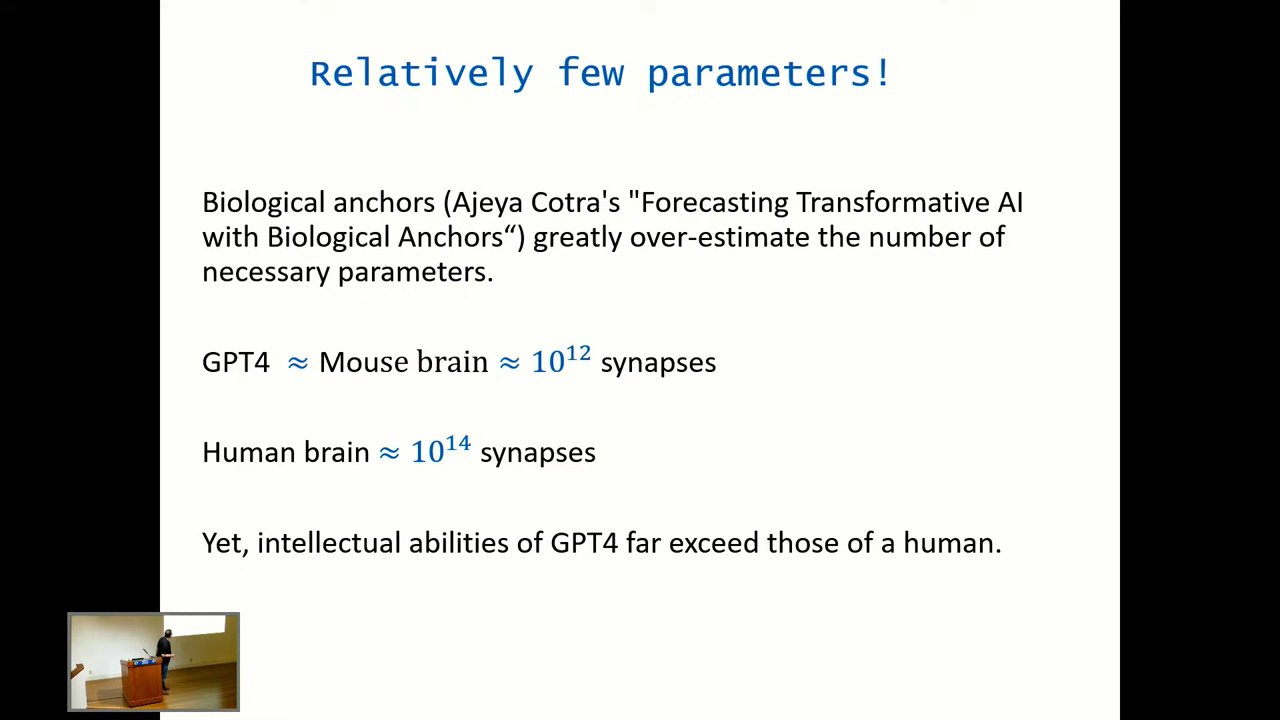 Relatively few parameters!
Biological anchors (Ajeya Cotra's "Forecasting Transformative AI
with Biological Anchors“) greatly over-estimate the number of
necessary parameters.
GPT4 ≈ Mouse brain ≈ 10¹² synapses
Human brain ≈ 10¹⁴ synapses
Yet, intellectual abilities of GPT4 far exceed those of a human.